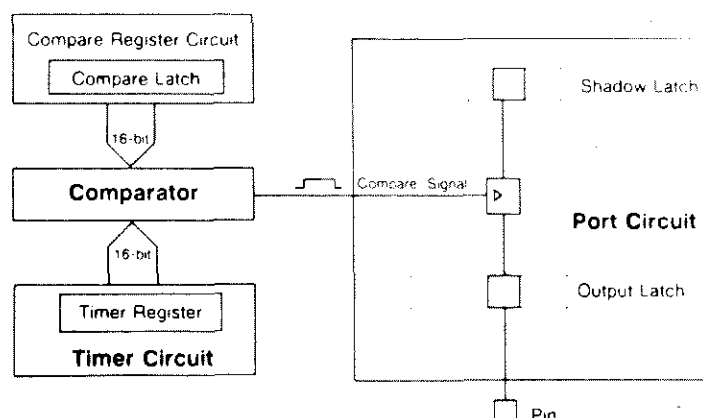 Compare Register Circuit
Compare Latch
16-bit
Comparator
16-bit
Timer Register
Timer Circuit
Compare Signal
Shadow Latch
Port Circuit
Output Latch
Pin